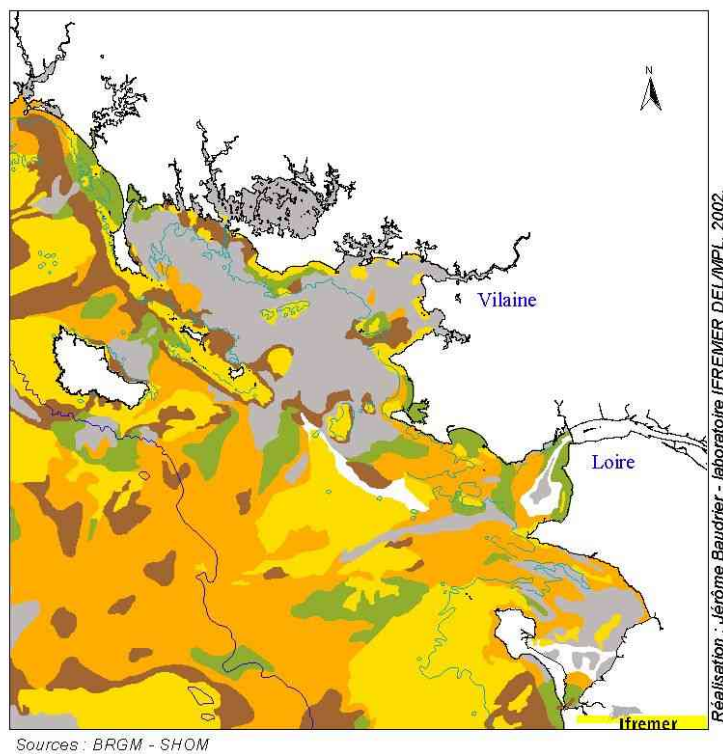 N
Vilaine
Loire
Réalisation : Jérôme Baudrier - laboratoire IFREMER DEL/MPL, 2002
Ifremer
Sources : BRGM - SHOM